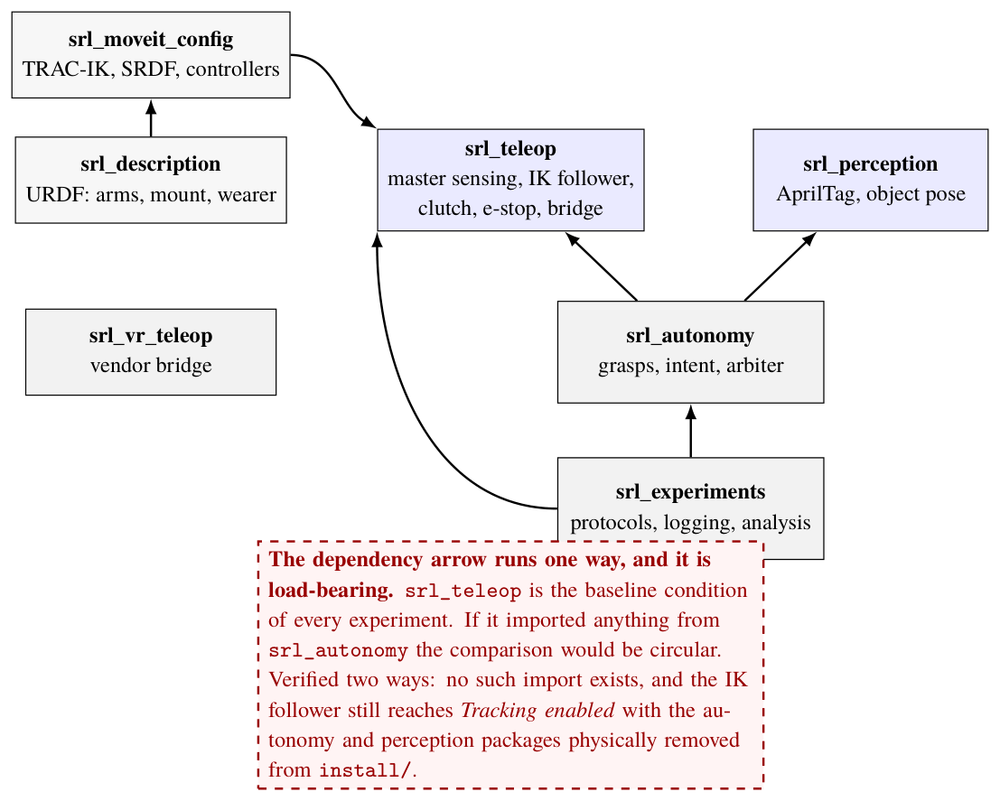 srl_moveit_config
TRAC-IK, SRDF, controllers
srl_description
URDF: arms, mount, wearer
srl_teleop
master sensing, IK follower,
clutch, e-stop, bridge
srl_perception
AprilTag, object pose
srl_vr_teleop
vendor bridge
srl_autonomy
grasps, intent, arbiter
srl_experiments
protocols, logging, analysis
The dependency arrow runs one way, and it is
load-bearing. srl_teleop is the baseline condition
of every experiment. If it imported anything from
srl_autonomy the comparison would be circular.
Verified two ways: no such import exists, and the IK
follower still reaches Tracking enabled with the au-
tonomy and perception packages physically removed
from install/.